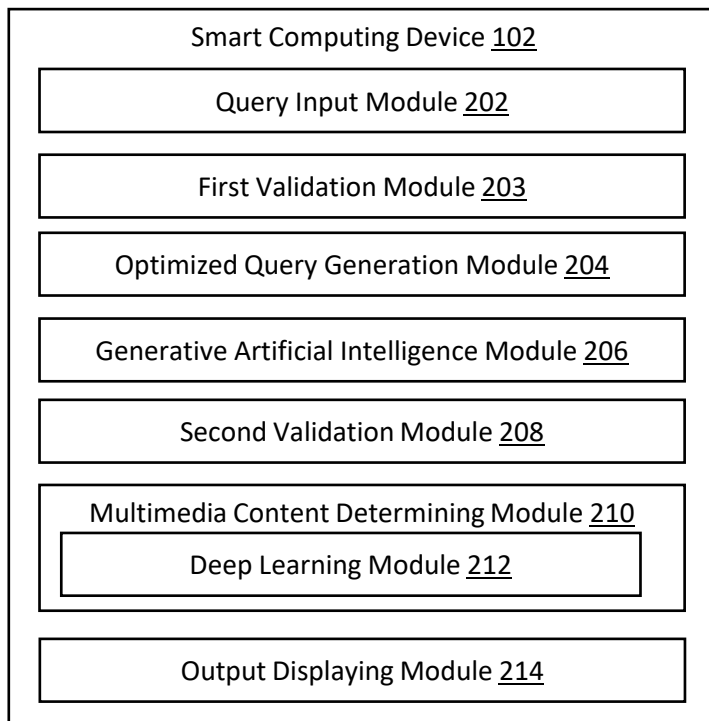 Smart Computing Device 102
Query Input Module 202
First Validation Module 203
Optimized Query Generation Module 204
Generative Artificial Intelligence Module 206
Second Validation Module 208
Multimedia Content Determining Module 210
Deep Learning Module 212
Output Displaying Module 214